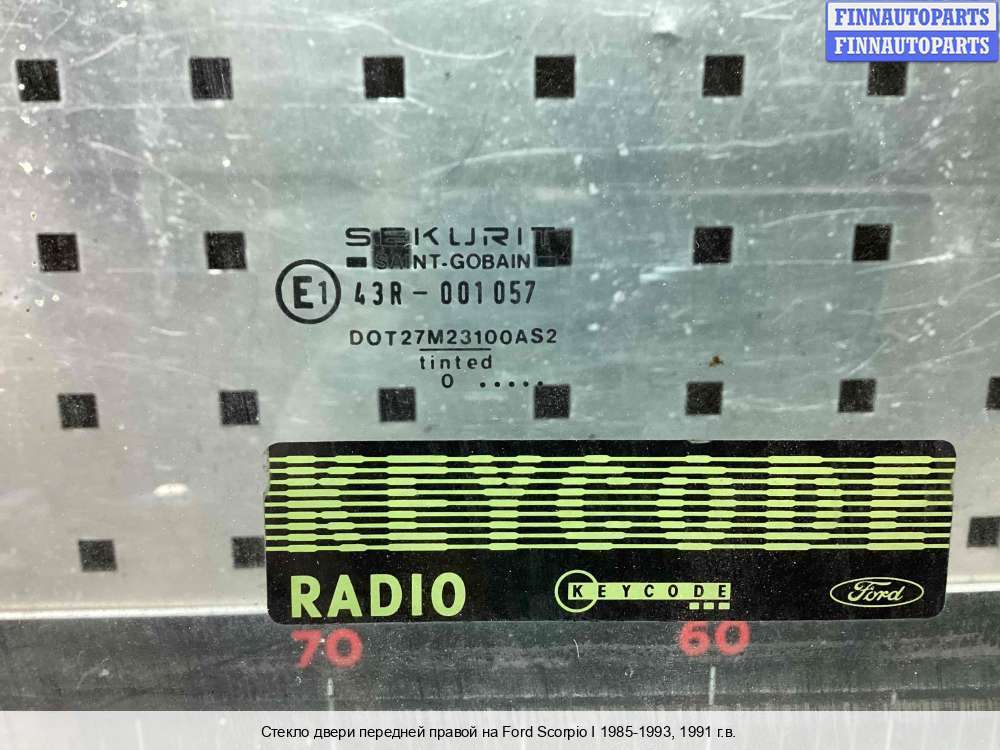 FINNAUTOPARTS
FINNAUTOPARTS
SEKURIT
SAINT-GOBAIN
E1 43R - 001057
DOT27M23100AS2
tinted
0 .....
KEYCODE
RADIO KEYCODE Ford
70 60
Стекло двери передней правой на Ford Scorpio I 1985-1993, 1991 г.в.